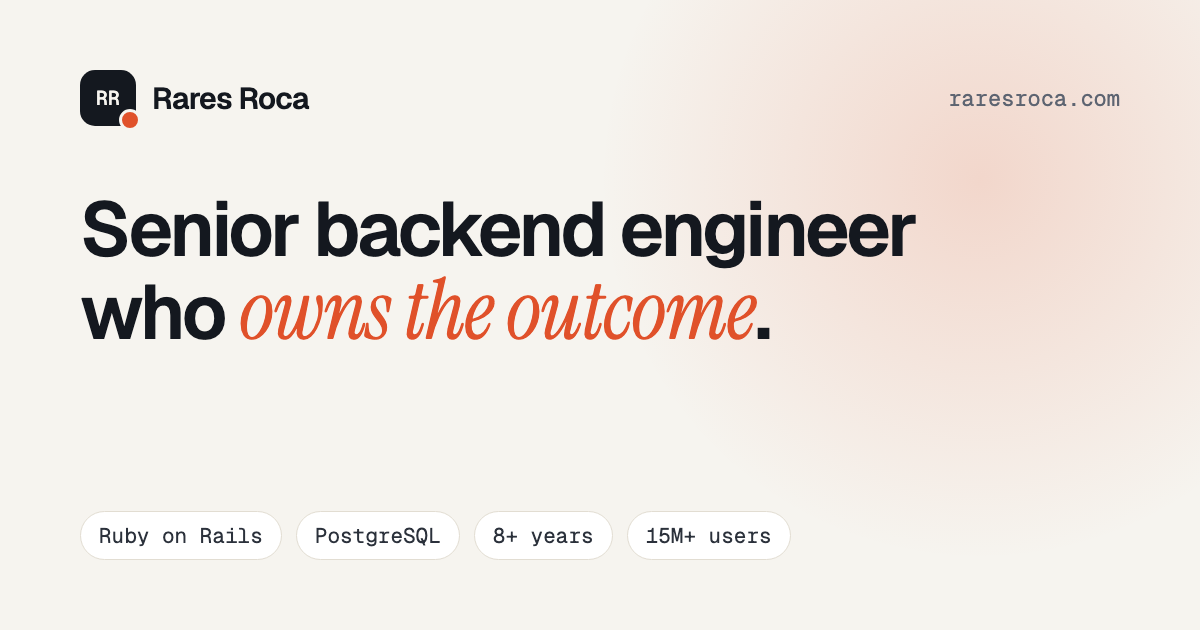 RR
Rares Roca
raresroca.com
Senior backend engineer
who owns the outcome.
Ruby on Rails
PostgreSQL
8+ years
15M+ users